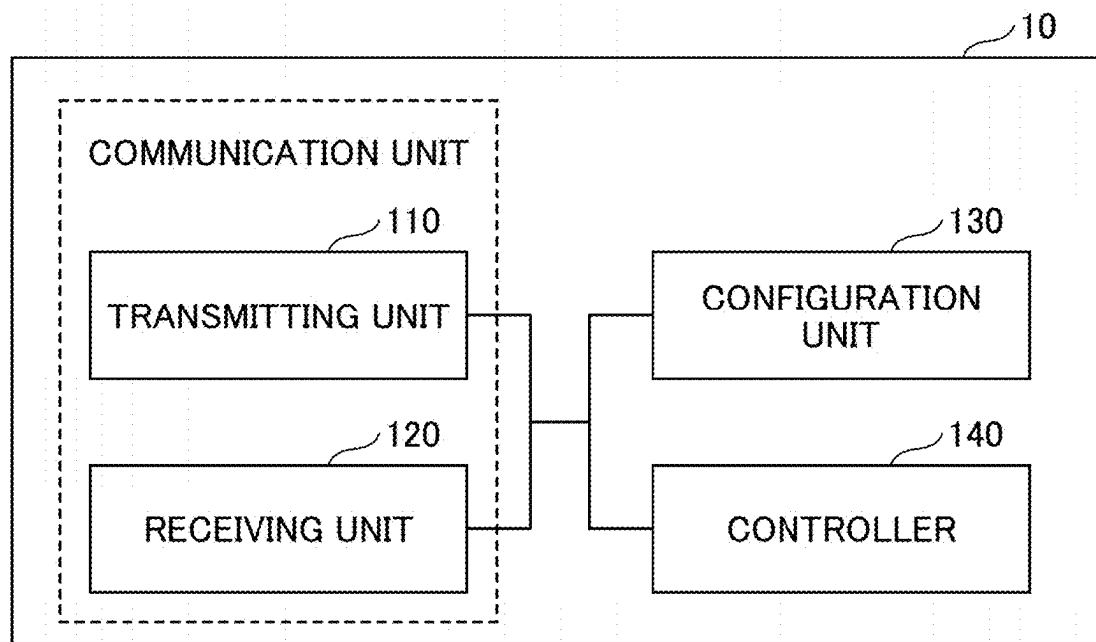 10
COMMUNICATION UNIT
110
TRANSMITTING UNIT
120
RECEIVING UNIT
130
CONFIGURATION
UNIT
140
CONTROLLER